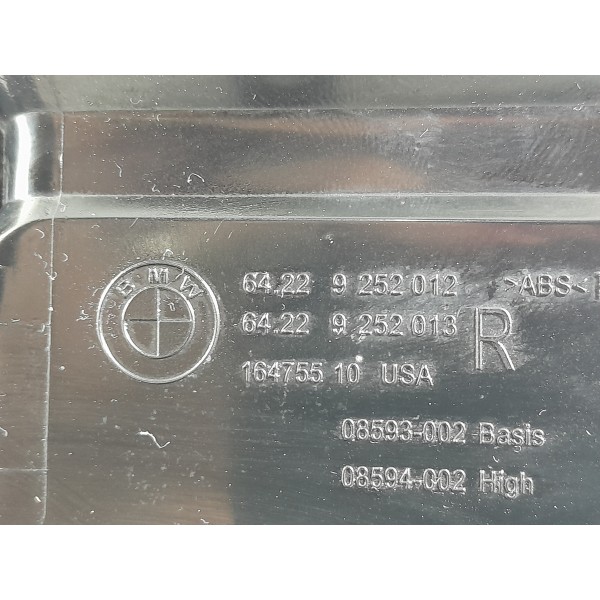 BMW
64.22 9 252 012 >ABS<
64.22 9 252 013 R
164755 10 USA
08593-002 Basis
08594-002 High